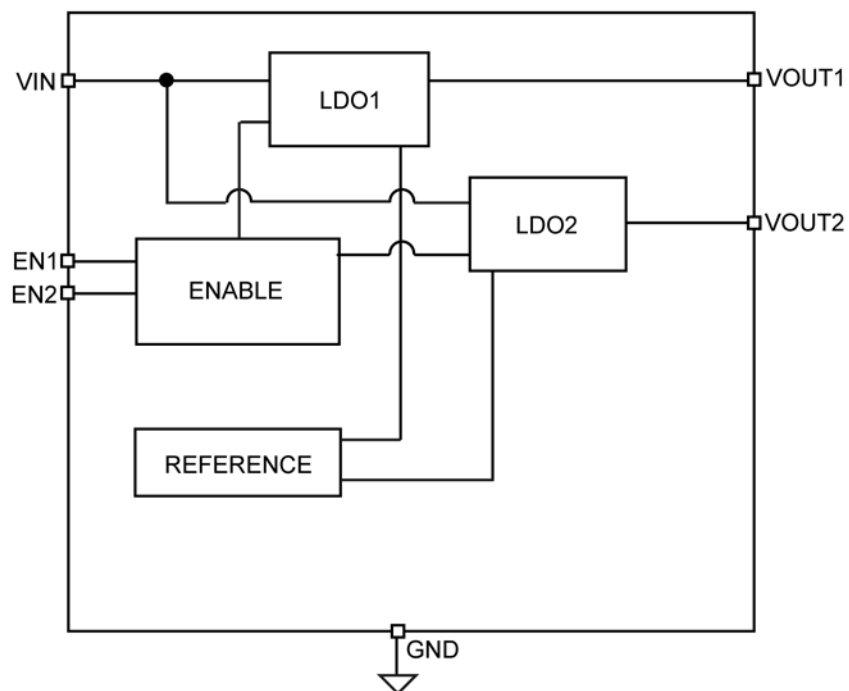 VIN
LDO1
VOUT1
LDO2
VOUT2
EN1
EN2
ENABLE
REFERENCE
GND